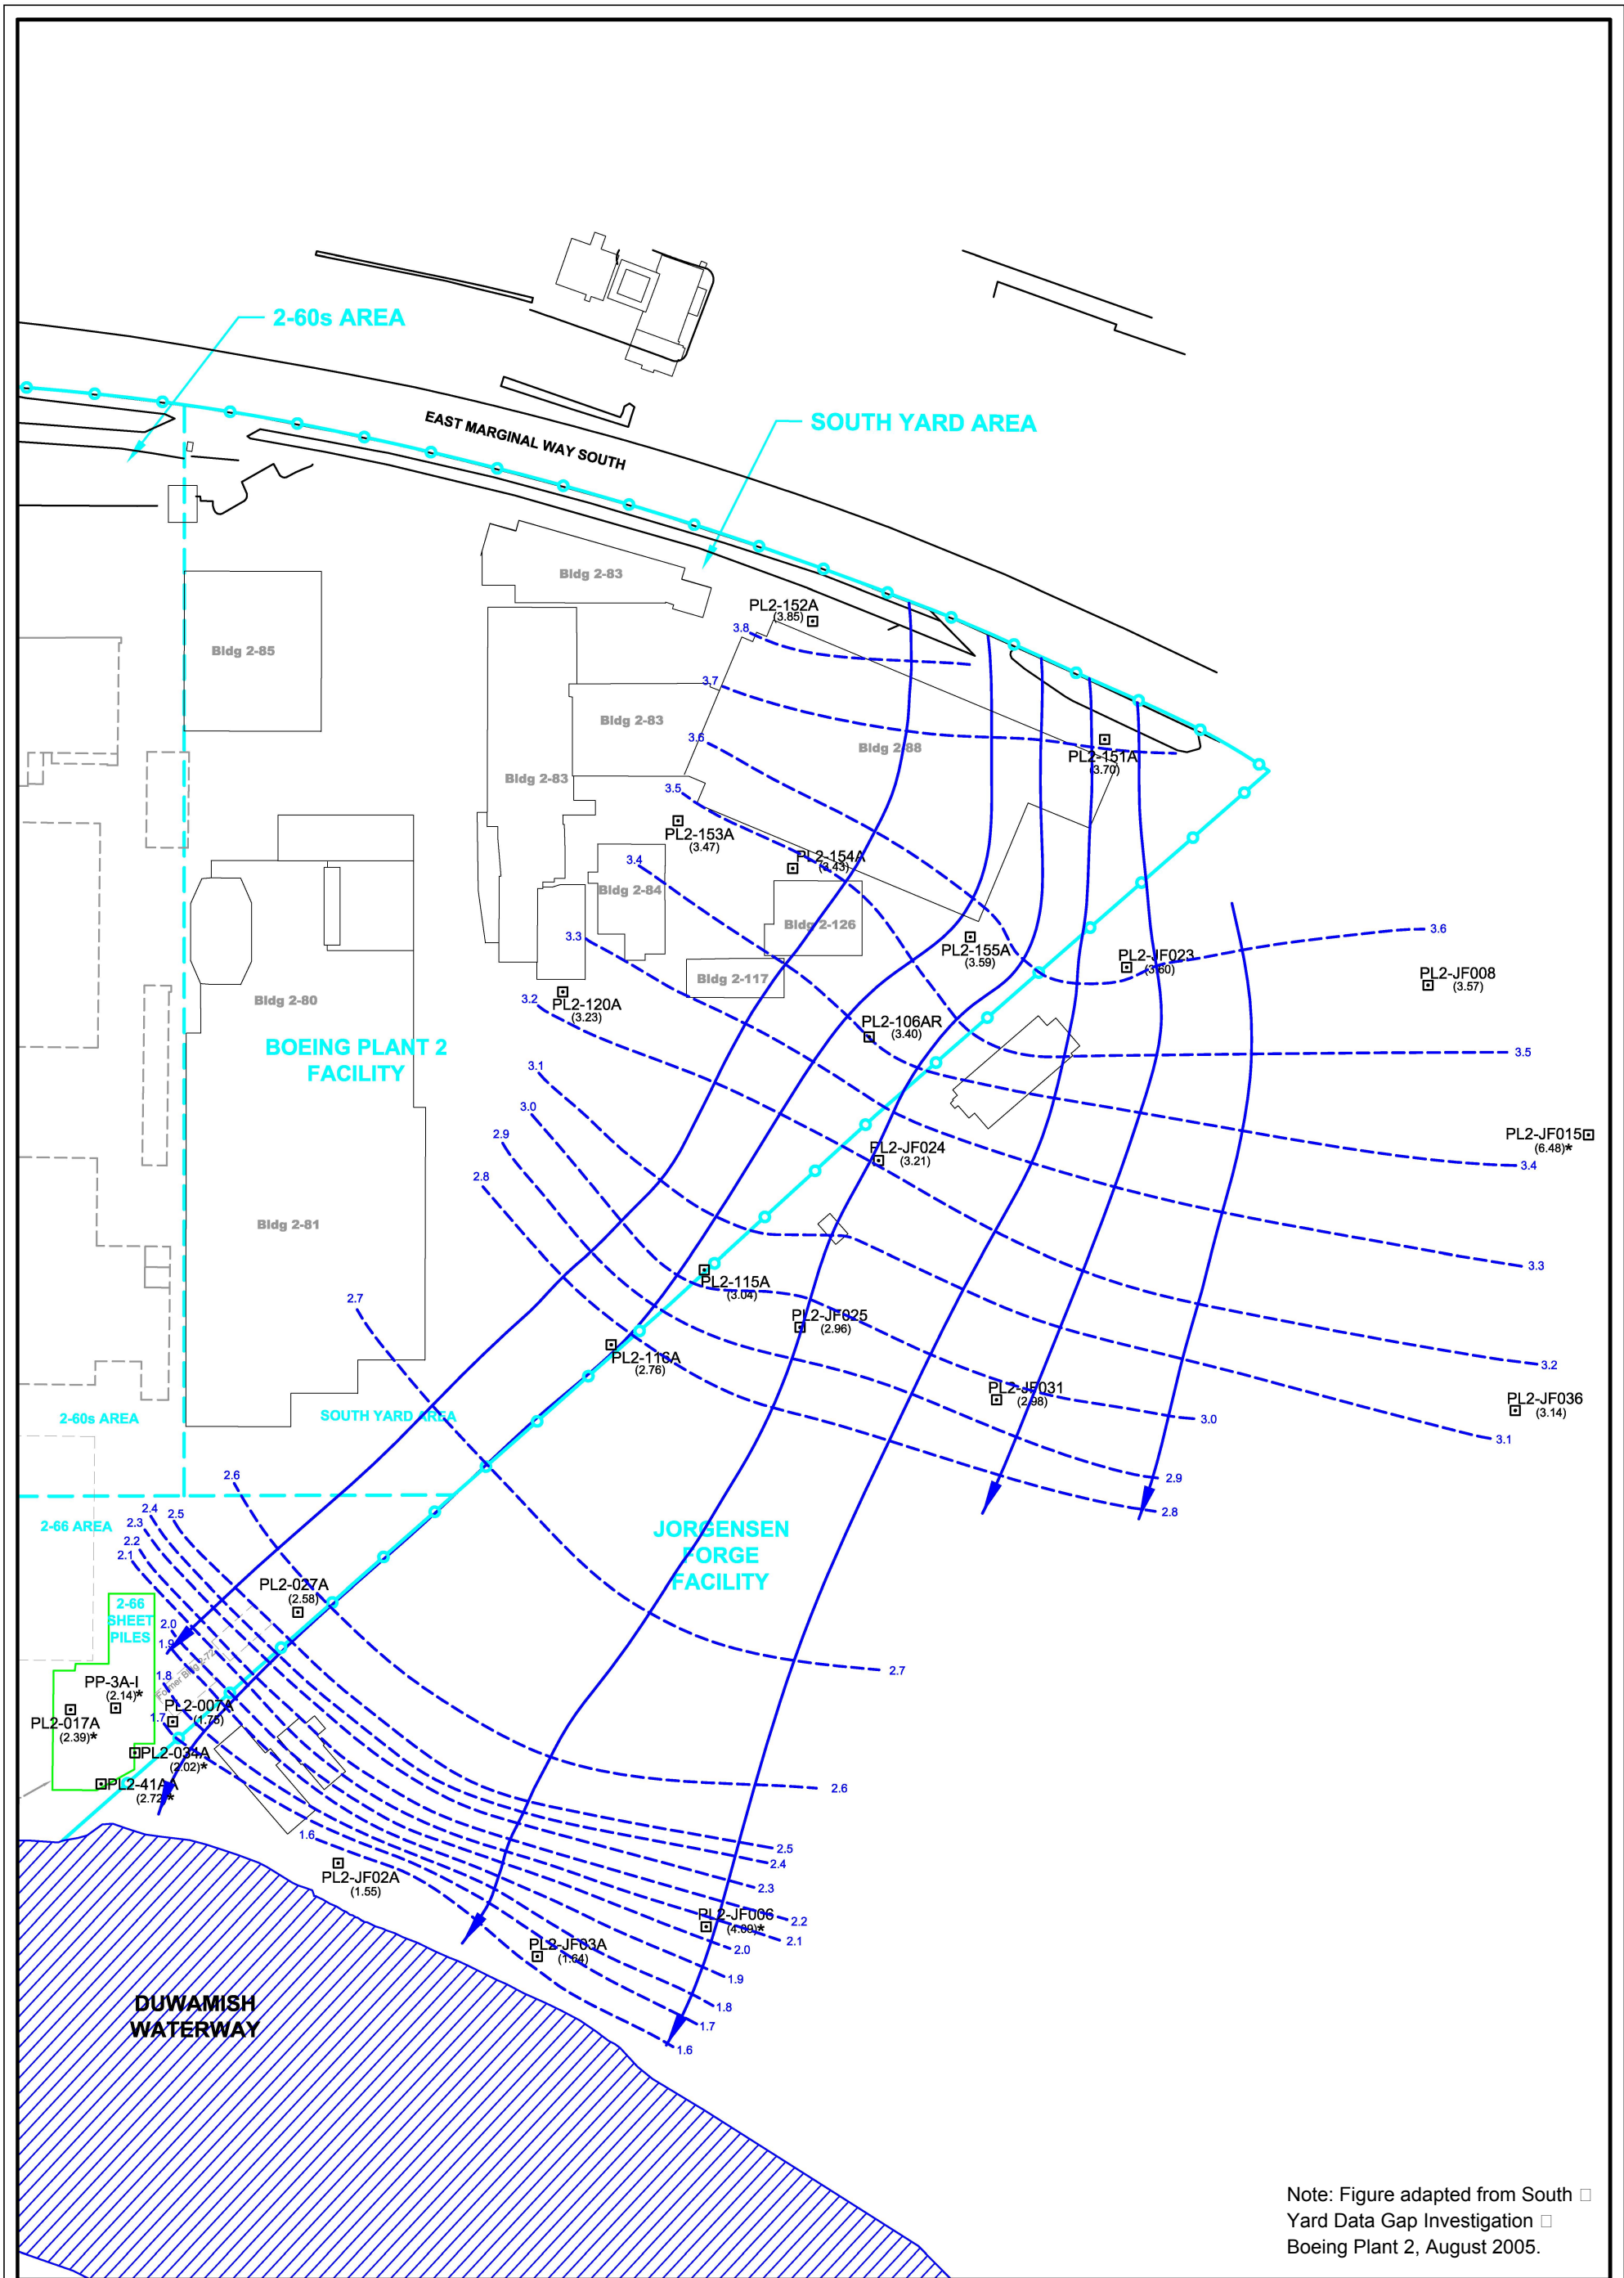 2-60s AREA
EAST MARGINAL WAY SOUTH
SOUTH YARD AREA
Bldg 2-83
PL2-152A
(3.85)
3.8
Bldg 2-85
3.7
Bldg 2-83
3.6
Bldg 2-88
PL2-151A
(3.70)
Bldg 2-83
3.5
PL2-153A
(3.47)
PL2-154A
(3.43)
3.4
Bldg 2-84
Bldg 2-126
3.3
PL2-155A
(3.59)
3.6
PL2-JF023
(3.60)
PL2-JF008
(3.57)
Bldg 2-117
Bldg 2-80
3.2
PL2-120A
(3.23)
PL2-106AR
(3.40)
BOEING PLANT 2
FACILITY
3.5
3.1
3.0
2.9
PL2-JF015
(6.48)*
PL2-JF024
(3.21)
3.4
2.8
Bldg 2-81
3.3
PL2-115A
(3.04)
2.7
PL2-JF025
(2.96)
PL2-116A
(2.76)
3.2
PL2-JF031
(2.98)
PL2-JF036
(3.14)
2-60s AREA
SOUTH YARD AREA
3.0
3.1
2.6
2.9
2.8
2.4
2.5
2.3
2-66 AREA
2.2
2.1
JORGENSEN
FORGE
FACILITY
PL2-027A
(2.58)
2-66
SHEET
PILES
2.0
1.9
Former Bldg 2-72
2.7
1.8
PP-3A-I
(2.14)*
PL2-007A
(1.75)
1.7
PL2-017A
(2.39)*
PL2-034A
(2.02)*
PL2-41AA
(2.72)*
2.6
1.6
2.5
2.4
PL2-JF02A
(1.55)
2.3
PL2-JF006
(4.69)*
2.2
2.1
PL2-JF03A
(1.64)
2.0
1.9
DUWAMISH
WATERWAY
1.8
1.7
1.6
Note: Figure adapted from South
Yard Data Gap Investigation
Boeing Plant 2, August 2005.